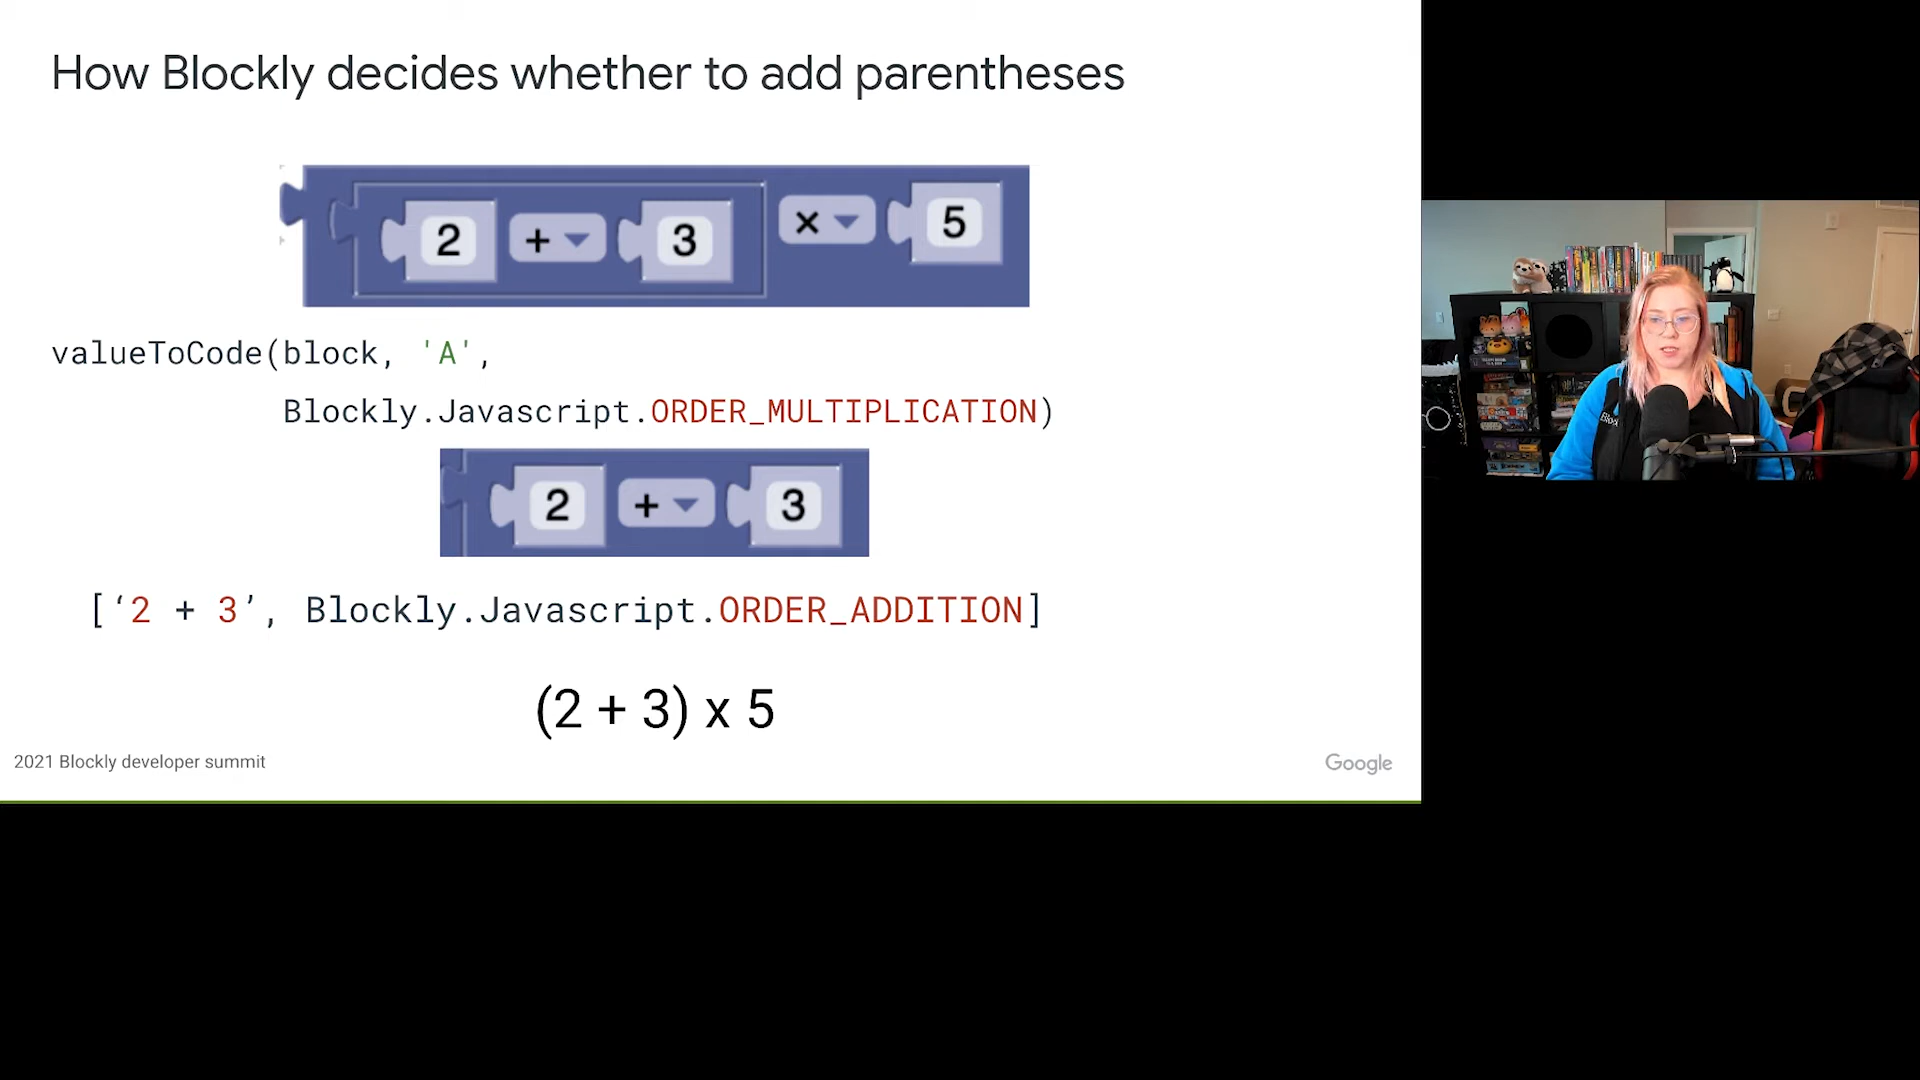 How Blockly decides whether to add parentheses
2 + 3 × 5
valueToCode(block, 'A',
Blockly.Javascript.ORDER_MULTIPLICATION)
2 + 3
[‘2 + 3’, Blockly.Javascript.ORDER_ADDITION]
(2 + 3) x 5
2021 Blockly developer summit
Google